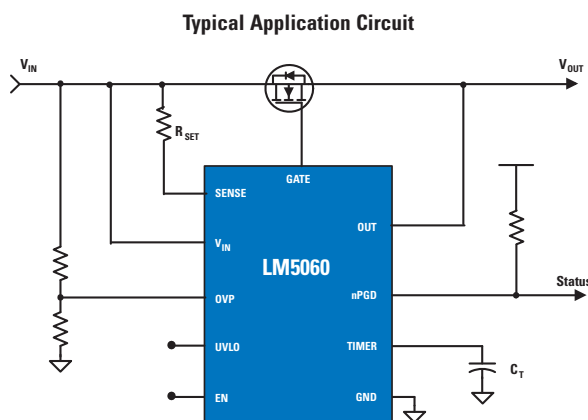 Typical Application Circuit
VIN
VOUT
RSET
GATE
SENSE
OUT
VIN
LM5060
OVP
nPGD
Status
UVLO
TIMER
CT
EN
GND